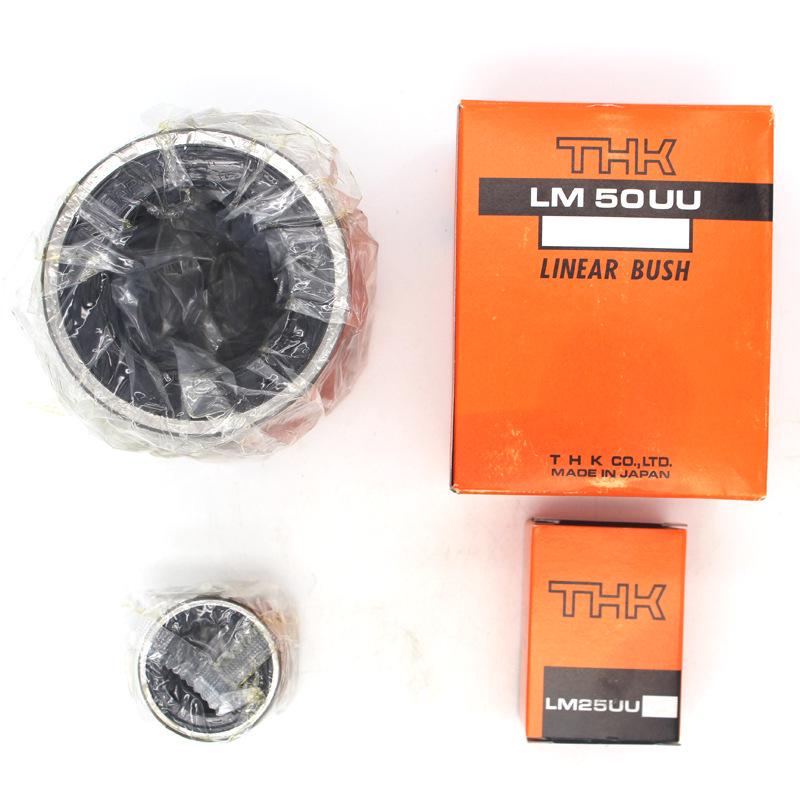 THK
LM 50UU
LINEAR BUSH
T H K CO.,LTD.
MADE IN JAPAN
THK
LM25UU